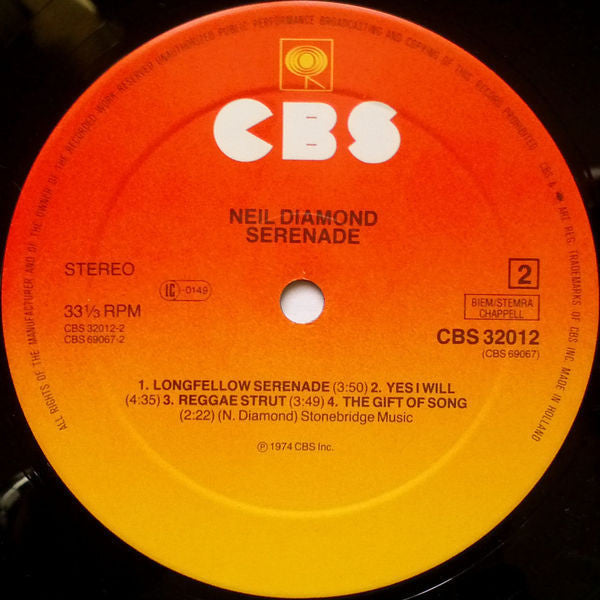 ALL RIGHTS OF THE MANUFACTURER AND OF THE OWNER OF THE RECORDED WORK RESERVED UNAUTHORIZED PUBLIC PERFORMANCE BROADCASTING AND COPYING OF THIS RECORD PROHIBITED CBS & ARE REG. TRADEMARKS OF CBS INC. MADE IN HOLLAND
CBS
NEIL DIAMOND
SERENADE
STEREO
2
LC-0149
33⅓ RPM
BIEM/STEMRA
CHAPPELL
CBS 32012-2
CBS 32012
CBS 69067-2
(CBS 69067)
1. LONGFELLOW SERENADE (3:50) 2. YES I WILL
(4:35) 3. REGGAE STRUT (3:49) 4. THE GIFT OF SONG
(2:22) (N. Diamond) Stonebridge Music
℗ 1974 CBS Inc.